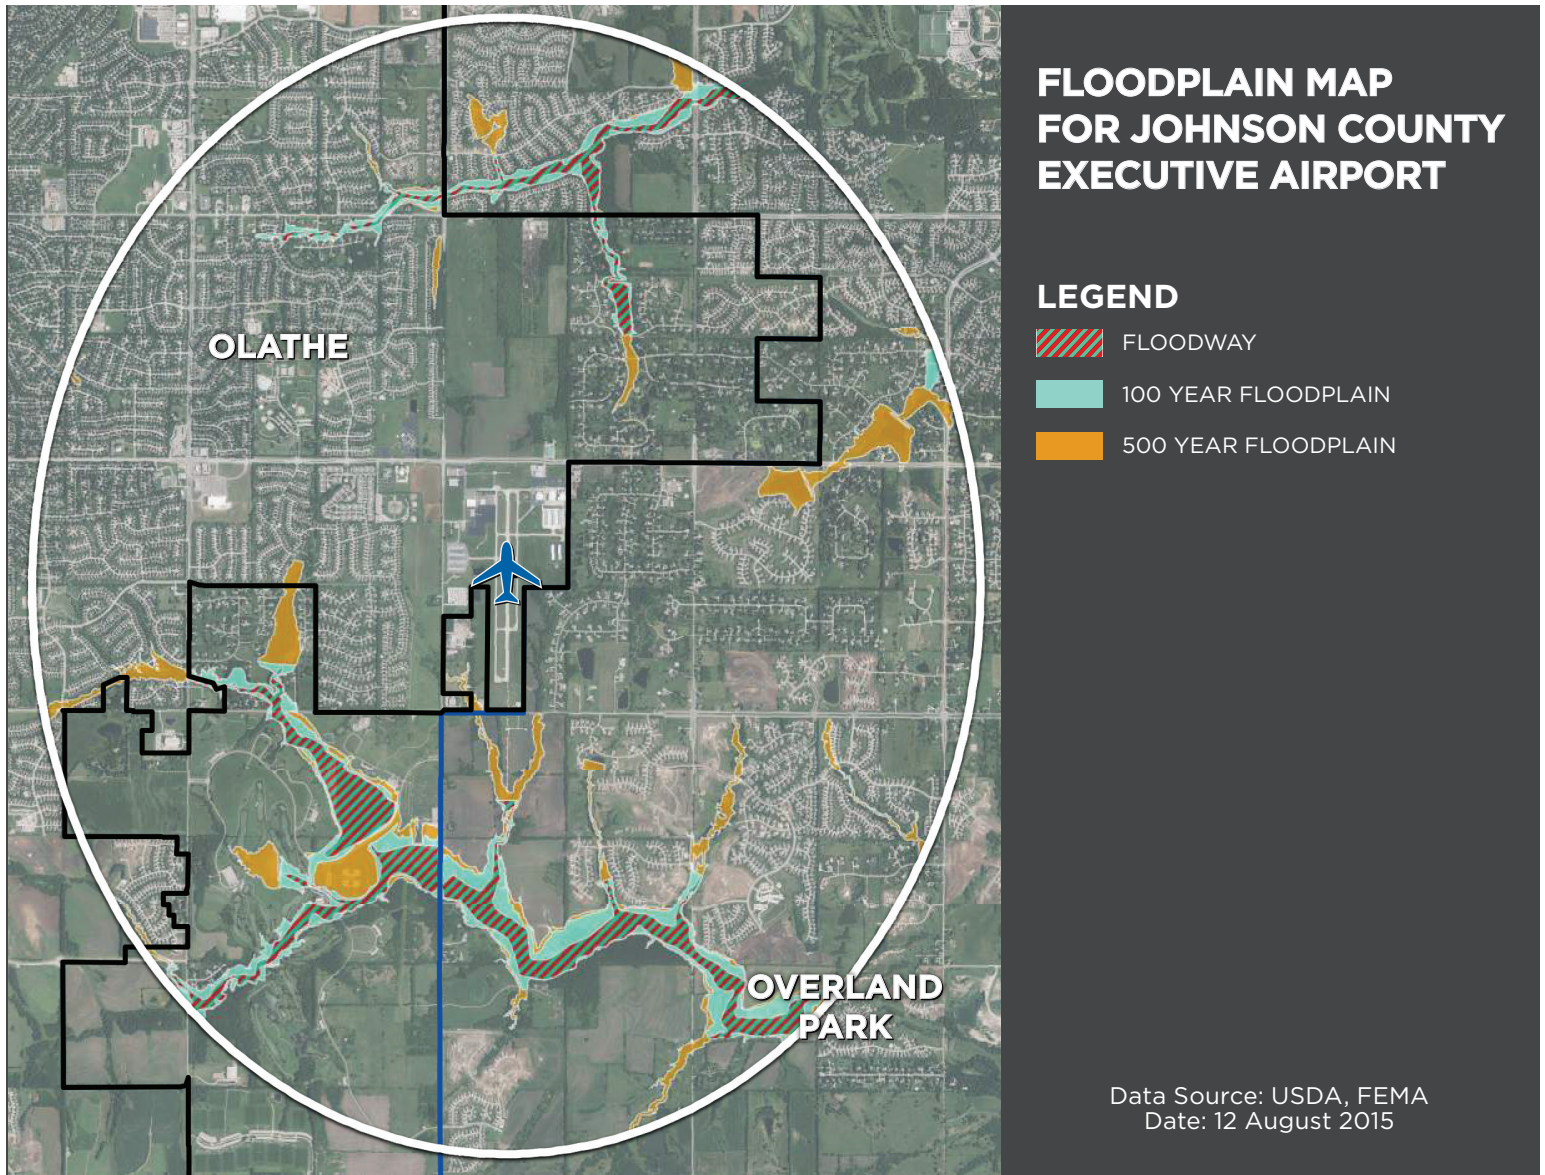 FLOODPLAIN MAP
FOR JOHNSON COUNTY
EXECUTIVE AIRPORT
LEGEND
FLOODWAY
100 YEAR FLOODPLAIN
500 YEAR FLOODPLAIN
OLATHE
OVERLAND
PARK
Data Source: USDA, FEMA
Date: 12 August 2015